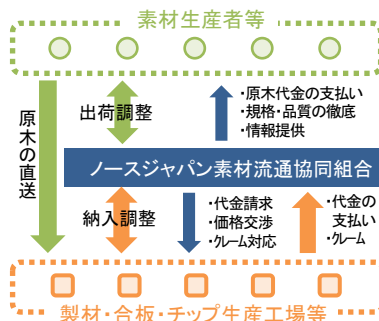 素材生産者等
原木の直送
出荷調整
・原木代金の支払い
・規格・品質の徹底
・情報提供
ノースジャパン素材流通協同組合
納入調整
・代金請求
・価格交渉
・クレーム対応
・代金の
支払い
・クレーム
製材・合板・チップ生産工場等